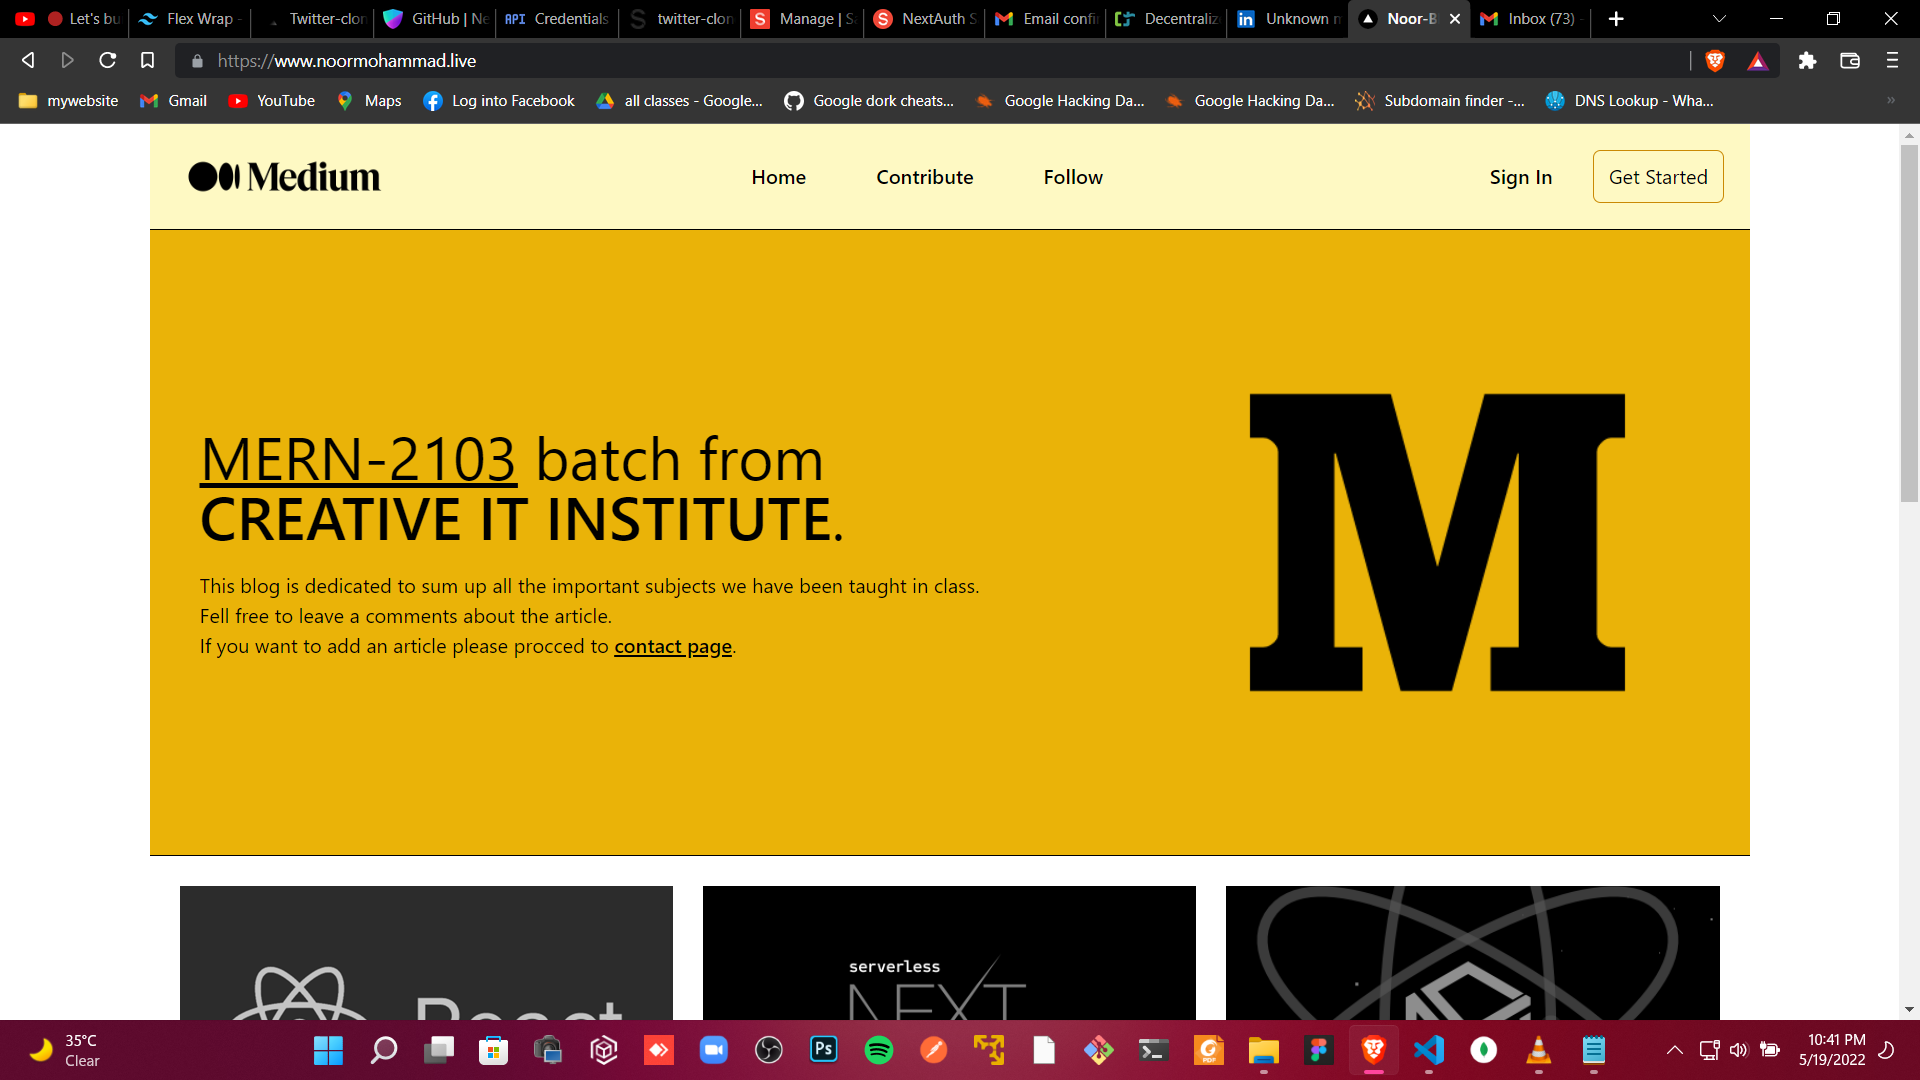 Let's bu
Flex Wrap -
Twitter-clon
GitHub | Ne
API Credentials
twitter-clon
Manage | Sa
NextAuth S
Email confi
Decentraliz
Unknown m
Noor-B
Inbox (73) -
https://www.noormohammad.live
mywebsite
Gmail
YouTube
Maps
Log into Facebook
all classes - Google...
Google dork cheats...
Google Hacking Da...
Google Hacking Da...
Subdomain finder -...
DNS Lookup - Wha...
Medium
Home
Contribute
Follow
Sign In
Get Started
MERN-2103 batch from
CREATIVE IT INSTITUTE.
M
This blog is dedicated to sum up all the important subjects we have been taught in class.
Fell free to leave a comments about the article.
If you want to add an article please procced to contact page.
React
serverless
NEXT
35°C
Clear
Ps
PDF
10:41 PM
5/19/2022